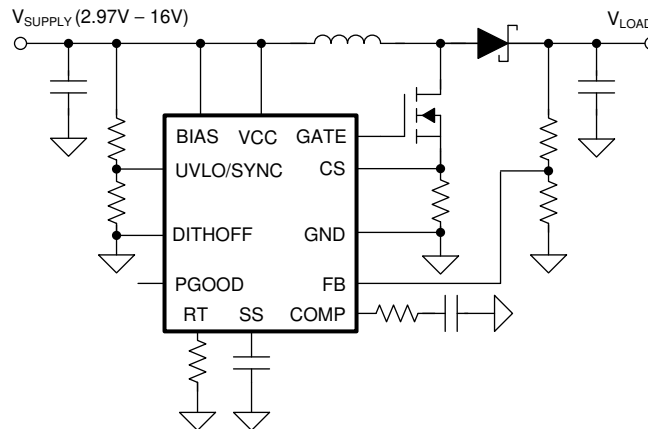 VSUPPLY (2.97V – 16V)
VLOAD
BIAS VCC GATE
UVLO/SYNC CS
DITHOFF GND
PGOOD FB
RT SS COMP